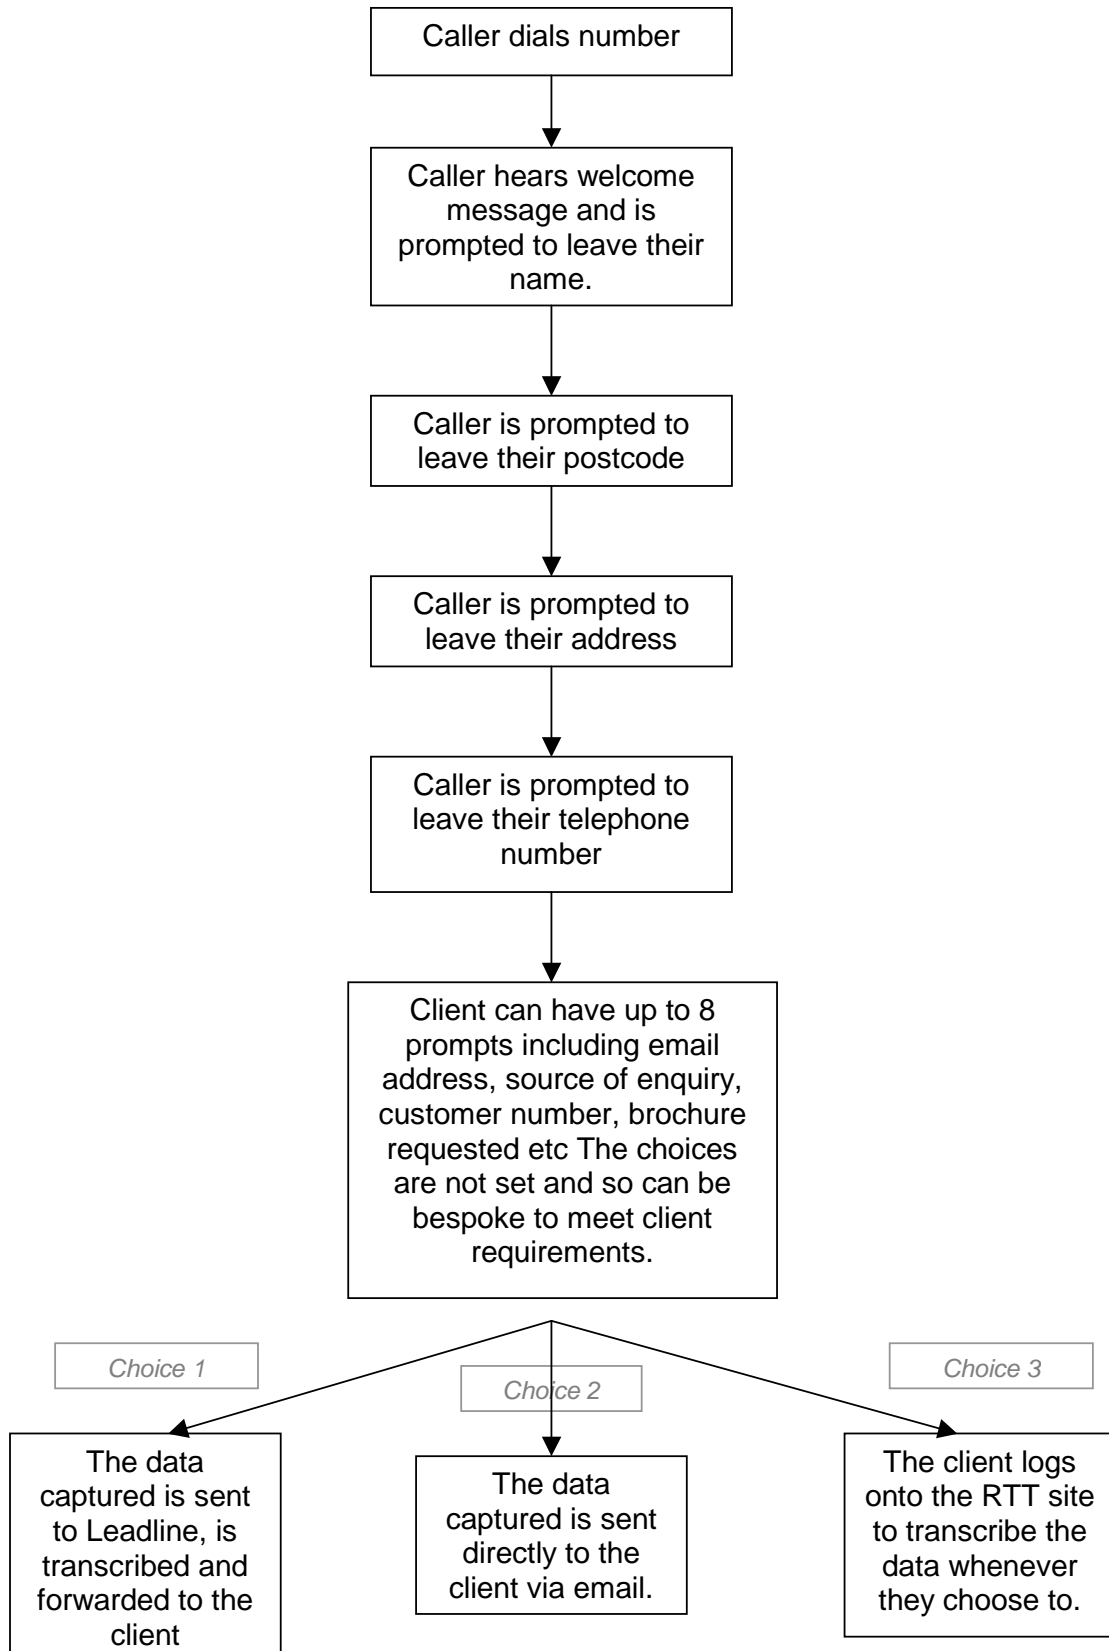 Caller dials number
Caller hears welcome
message and is
prompted to leave their
name.
Caller is prompted to
leave their postcode
Caller is prompted to
leave their address
Caller is prompted to
leave their telephone
number
Client can have up to 8
prompts including email
address, source of enquiry,
customer number, brochure
requested etc The choices
are not set and so can be
bespoke to meet client
requirements.
Choice 1
Choice 2
Choice 3
The data
captured is sent
to Leadline, is
transcribed and
forwarded to the
client
The data
captured is sent
directly to the
client via email.
The client logs
onto the RTT site
to transcribe the
data whenever
they choose to.